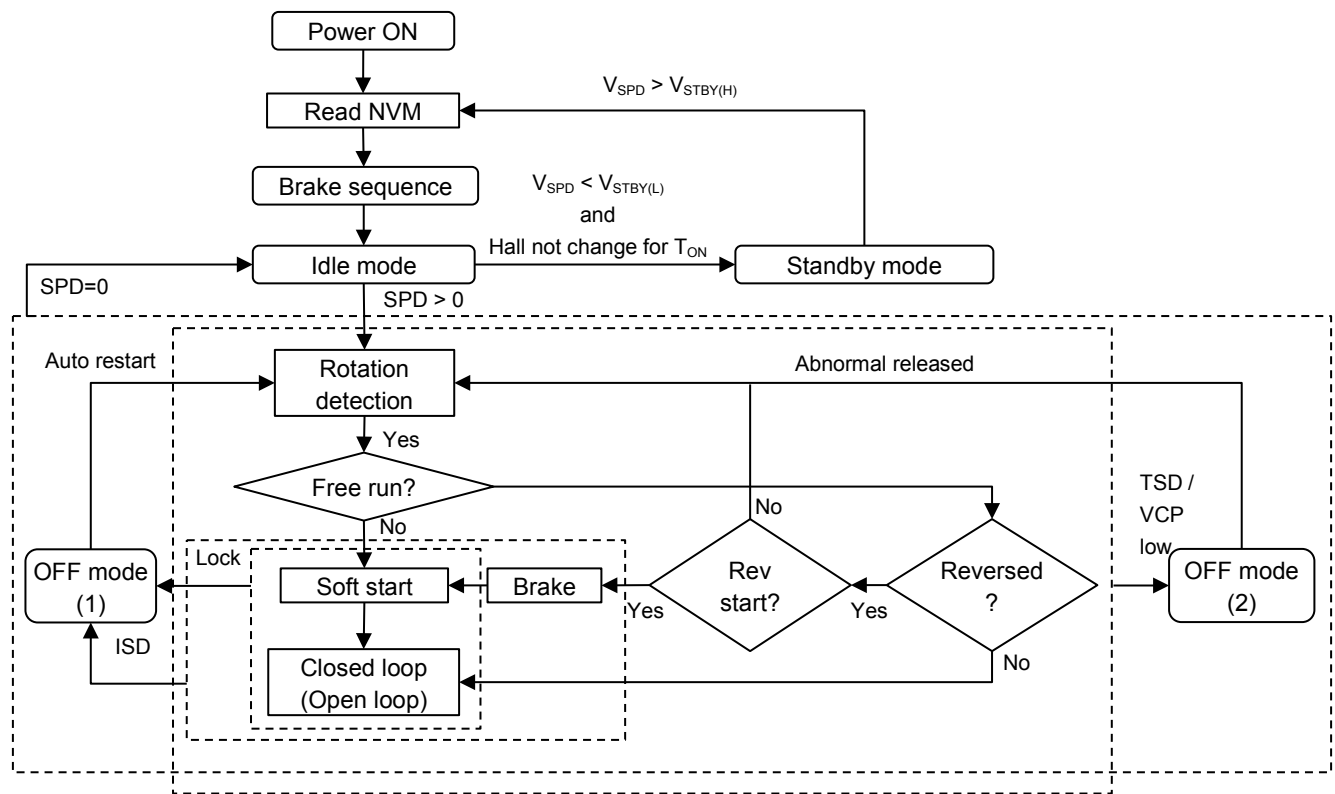 Power ON
V_SPD > V_STBY(H)
Read NVM
Brake sequence
V_SPD < V_STBY(L)
and
Hall not change for T_ON
Idle mode
Standby mode
SPD=0
SPD > 0
Auto restart
Rotation
detection
Abnormal released
Yes
Free run?
TSD /
VCP
low
No
No
Lock
OFF mode
(1)
Soft start
Brake
Yes
Rev
start?
Yes
Reversed
?
OFF mode
(2)
ISD
Closed loop
(Open loop)
No